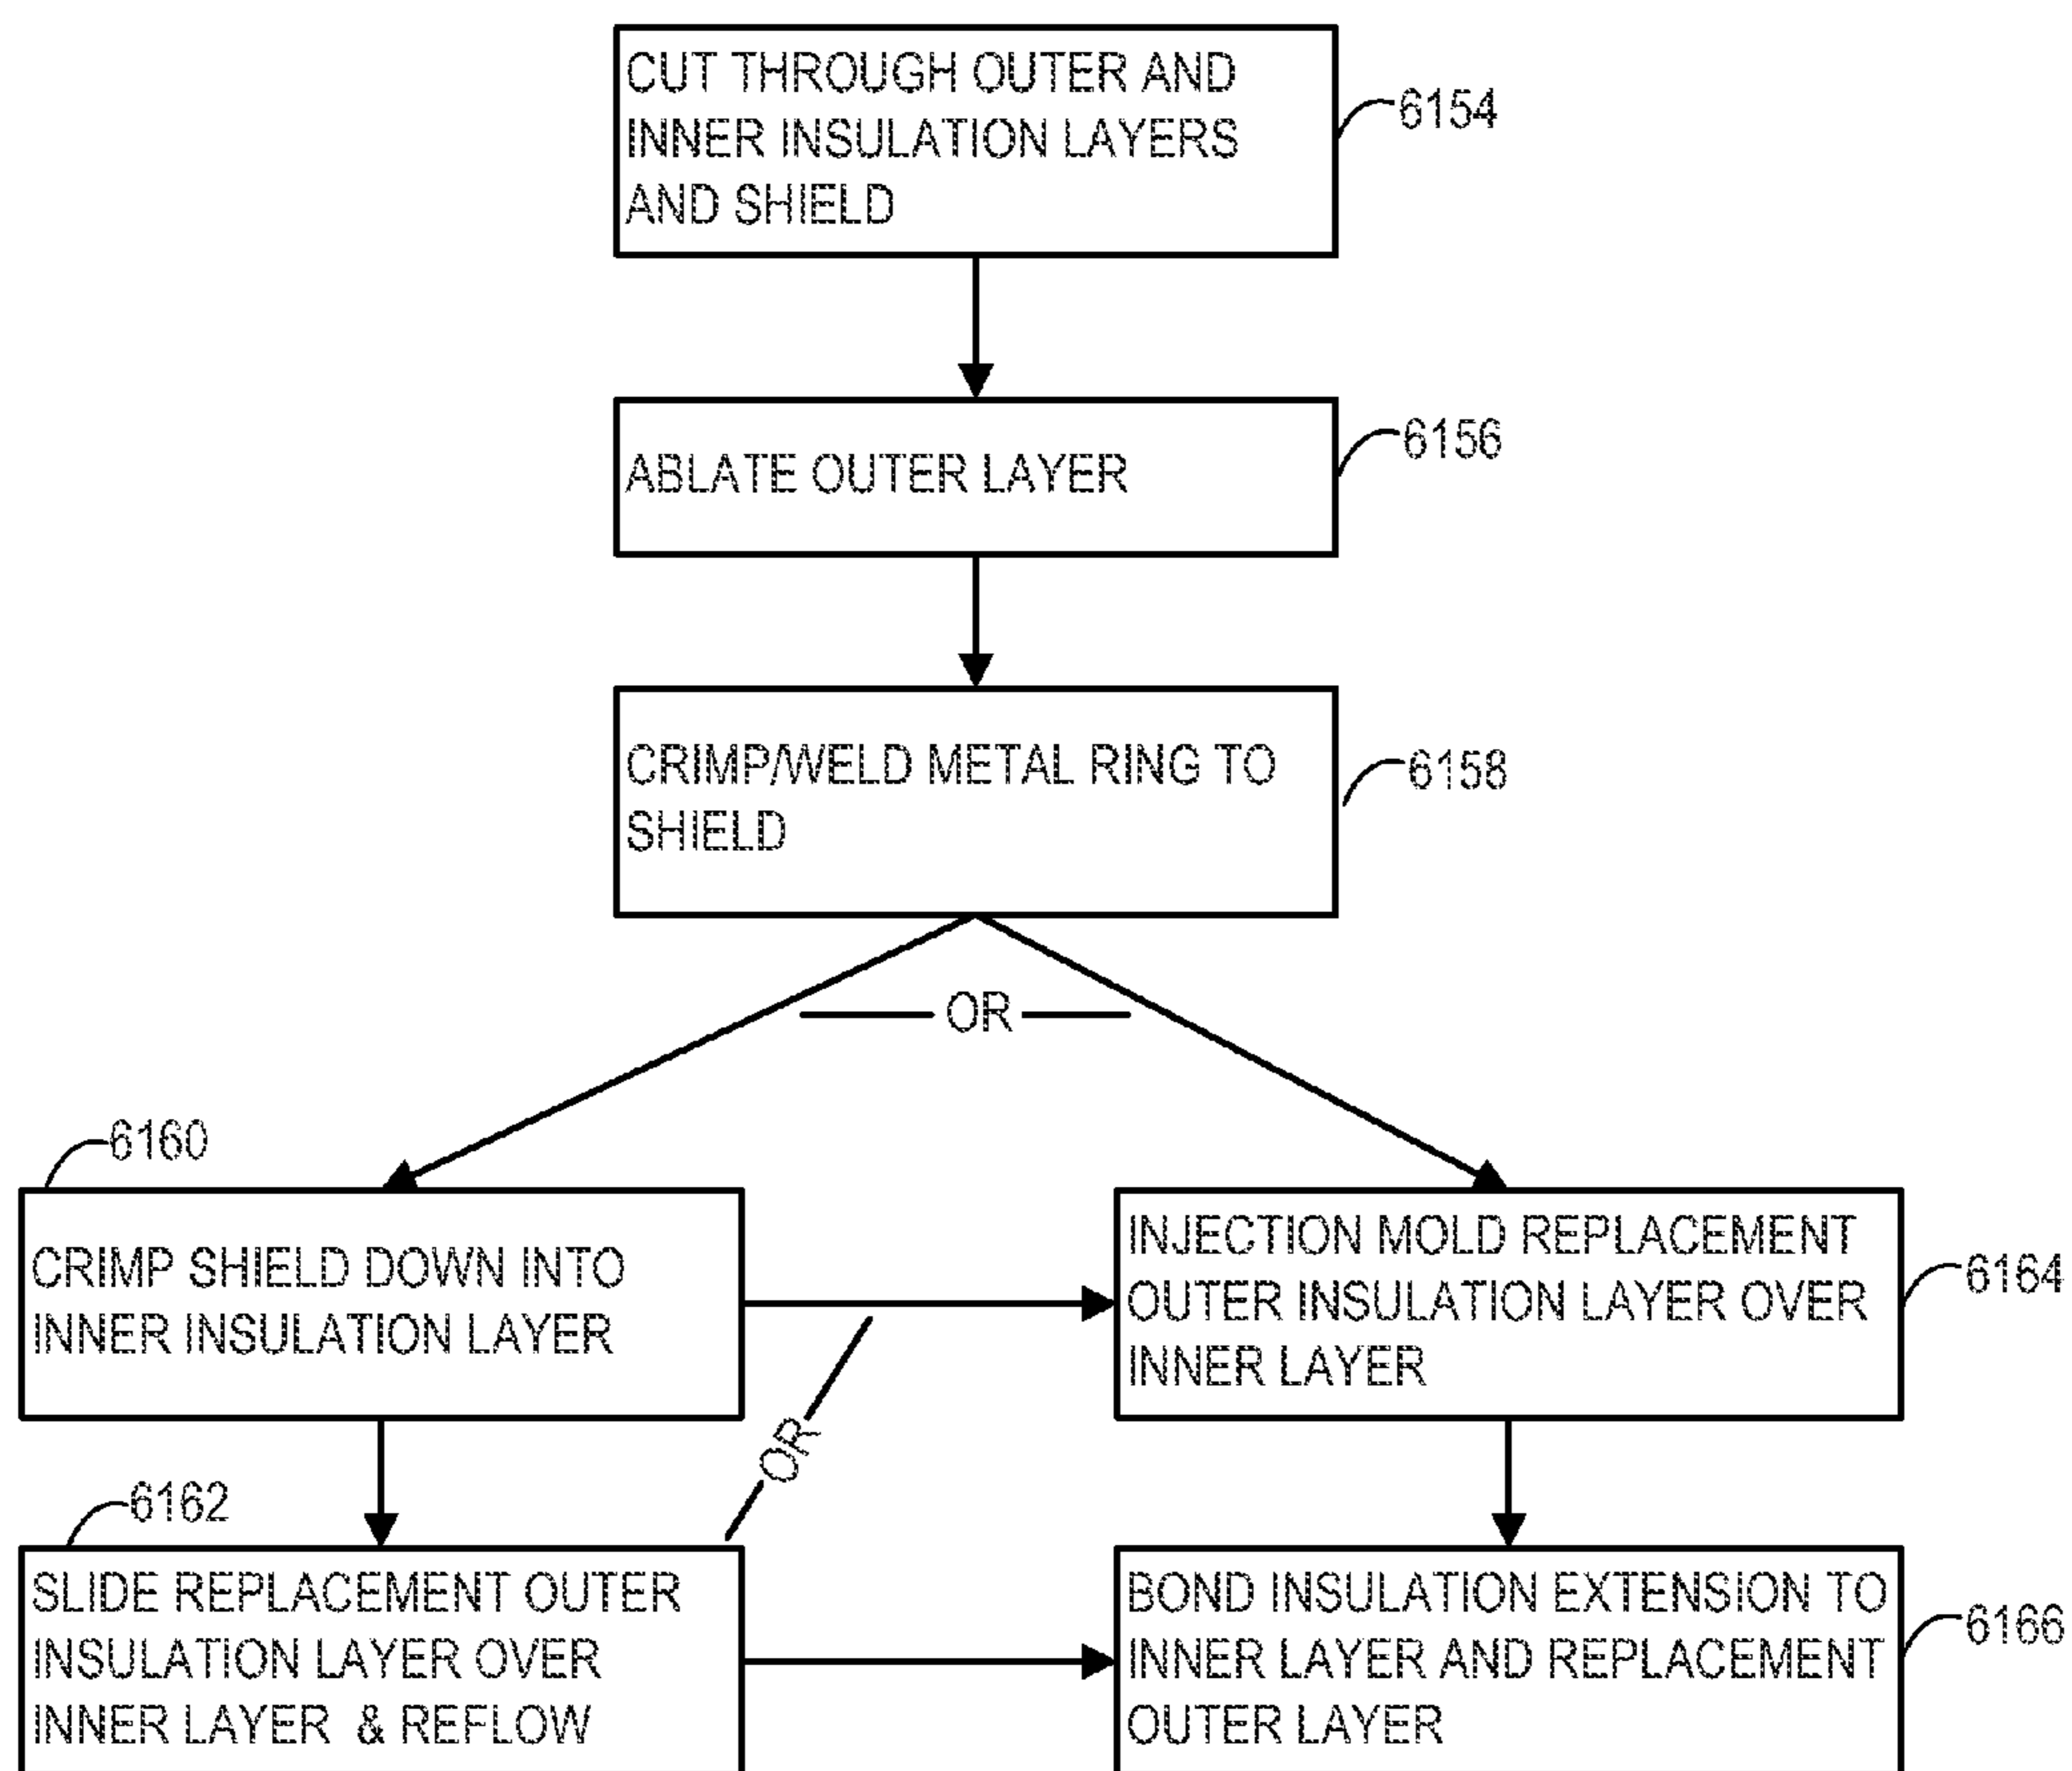 CUT THROUGH OUTER AND
INNER INSULATION LAYERS
AND SHIELD
6154
ABLATE OUTER LAYER
6156
CRIMP/WELD METAL RING TO
SHIELD
6158
OR
6160
CRIMP SHIELD DOWN INTO
INNER INSULATION LAYER
INJECTION MOLD REPLACEMENT
OUTER INSULATION LAYER OVER
INNER LAYER
6164
OR
6162
SLIDE REPLACEMENT OUTER
INSULATION LAYER OVER
INNER LAYER & REFLOW
BOND INSULATION EXTENSION TO
INNER LAYER AND REPLACEMENT
OUTER LAYER
6166